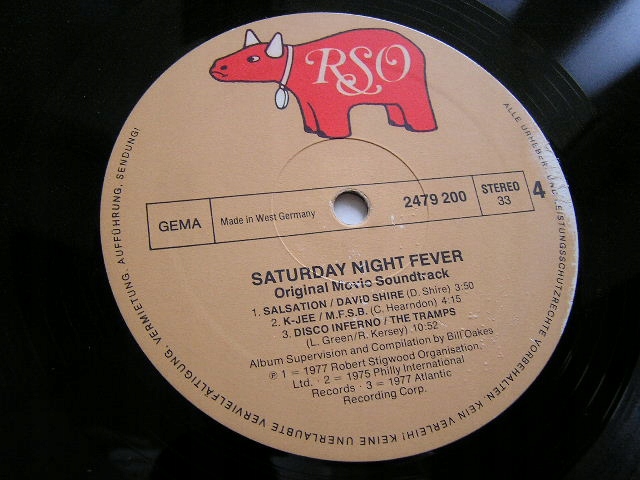 RSO
GEMA
Made in West Germany
2479 200
STEREO
33
4
SATURDAY NIGHT FEVER
Original Movie Soundtrack
1. SALSATION / DAVID SHIRE (D. Shire) 3:50
2. K-JEE / M.F.S.B. (C. Hearndon) 4:15
3. DISCO INFERNO / THE TRAMPS
(L. Green/R. Kersey) 10:52
Album Supervision and Compilation by Bill Oakes
℗ 1 = 1977 Robert Stigwood Organisation.
Ltd. · 2 = 1975 Philly International
Records · 3 = 1977 Atlantic
Recording Corp.
ALLE URHEBER- UND LEISTUNGSSCHUTZRECHTE VORBEHALTEN. KEIN VERLEIH! KEINE UNERLAUBTE VERVIELFÄLTIGUNG, VERMIETUNG, AUFFÜHRUNG, SENDUNG!